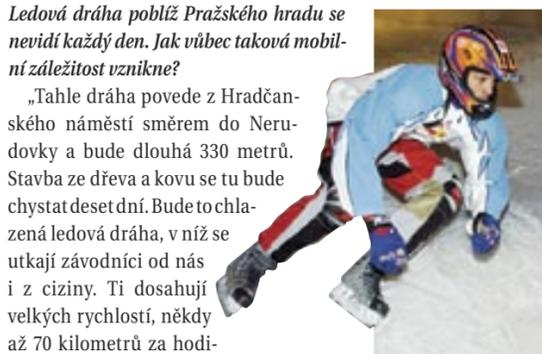 Ledová dráha poblíž Pražského hradu se
nevidí každý den. Jak vůbec taková mobil-
ní záležitost vznikne?
„Tahle dráha povede z Hradčan-
ského náměstí směrem do Neru-
dovky a bude dlouhá 330 metrů.
Stavba ze dřeva a kovu se tu bude
chystat deset dní. Bude to chla-
zená ledová dráha, v níž se
utkají závodníci od nás
i z ciziny. Ti dosahují
velkých rychlostí, někdy
až 70 kilometrů za hodi-